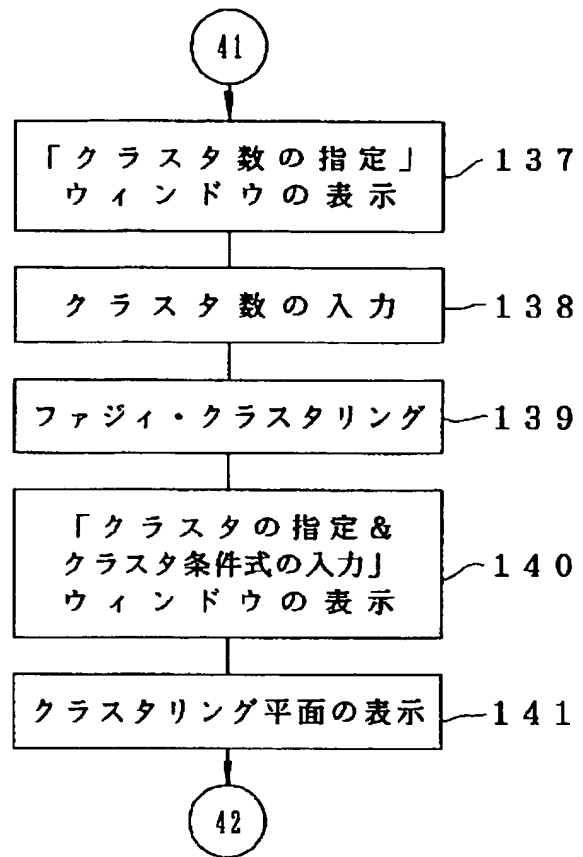 41
「クラスタ数の指定」 137
ウィンドウの表示
クラスタ数の入力 138
ファジィ・クラスタリング 139
「クラスタの指定&
クラスタ条件式の入力」 140
ウィンドウの表示
クラスタリング平面の表示 141
42